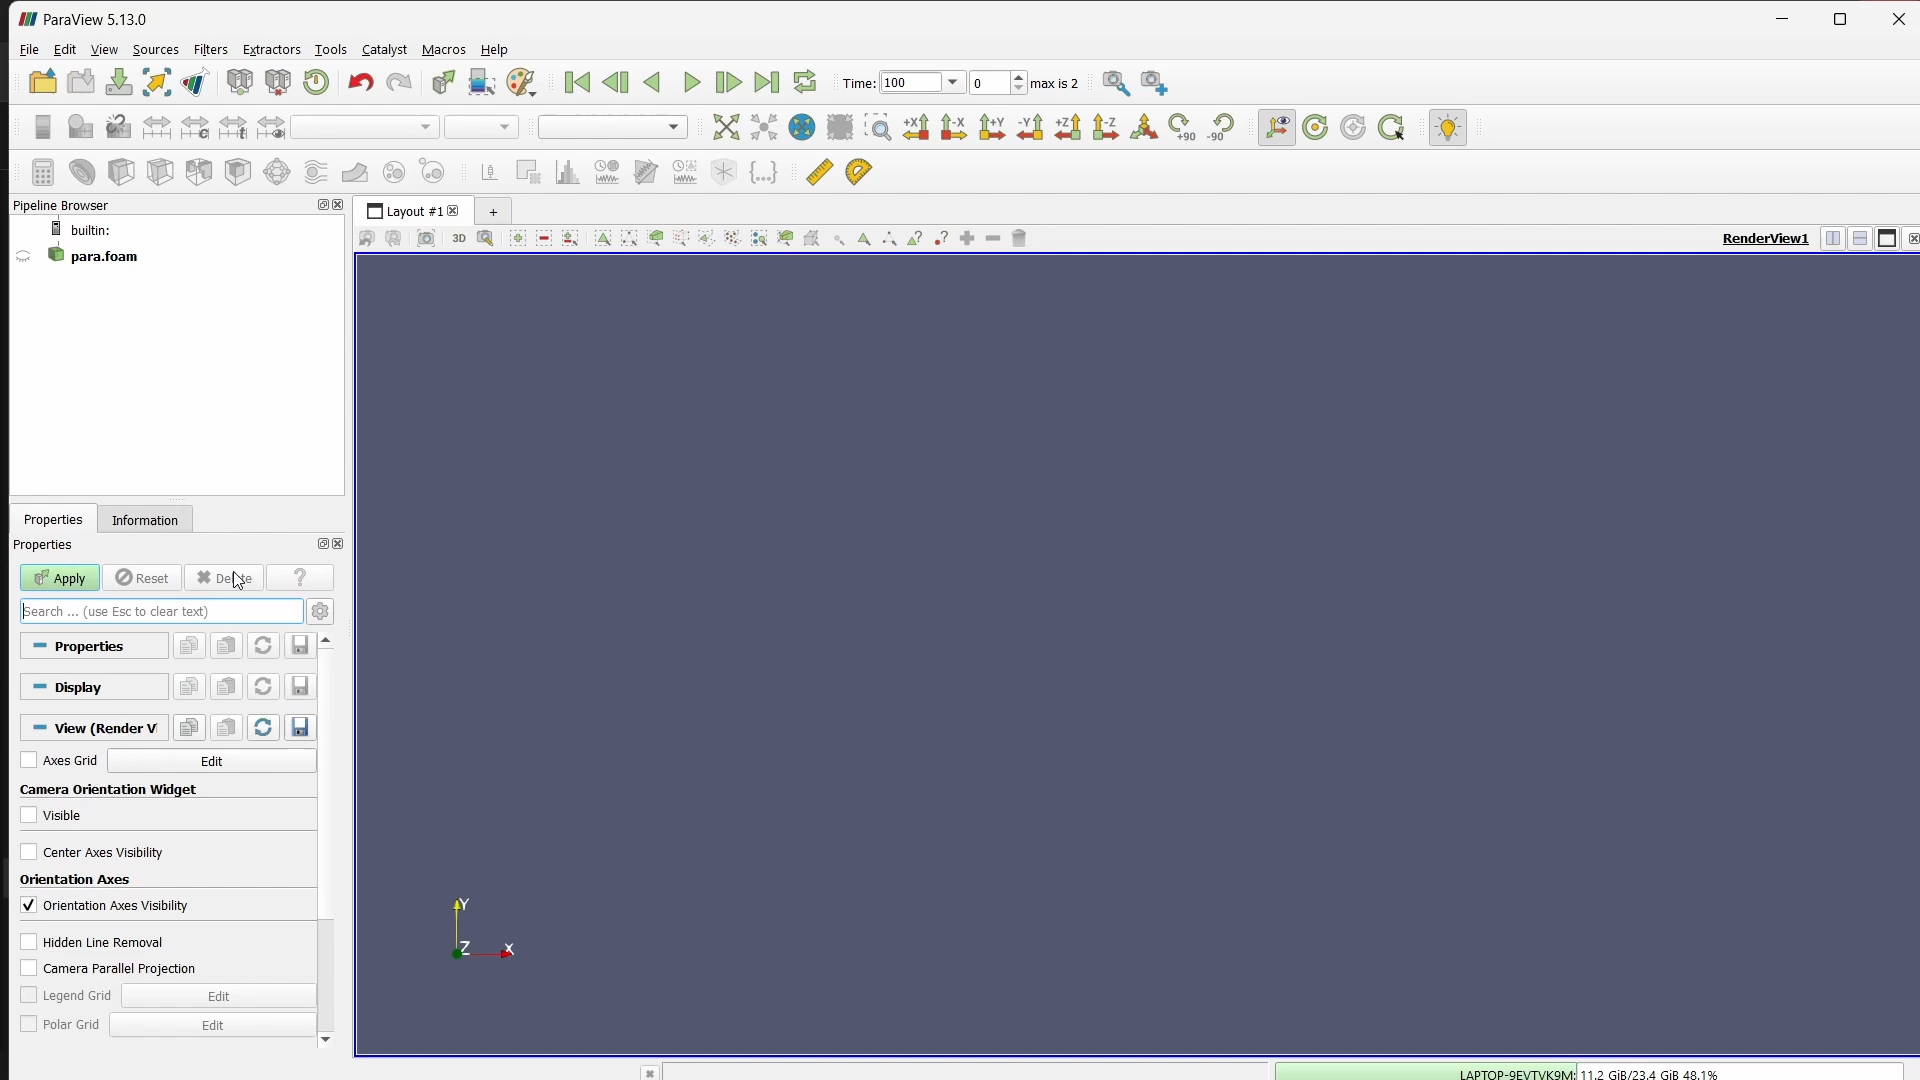 ParaView 5.13.0
File Edit View Sources Filters Extractors Tools Catalyst Macros Help
Time: 100 0 max is 2
+X -X +Y -Y +Z -Z +90 -90
Pipeline Browser
builtin:
para.foam
Properties Information
Properties
Apply Reset ?
Search ... (use Esc to clear text)
Properties
Display
View (Render Vi
Axes Grid Edit
Camera Orientation Widget
Visible
Center Axes Visibility
Orientation Axes
Orientation Axes Visibility
Hidden Line Removal
Camera Parallel Projection
Legend Grid Edit
Polar Grid Edit
Layout #1 +
3D RenderView1
Y
Z X
LAPTOP-9EVTVK9M: 11.2 GiB/23.4 GiB 48.1%